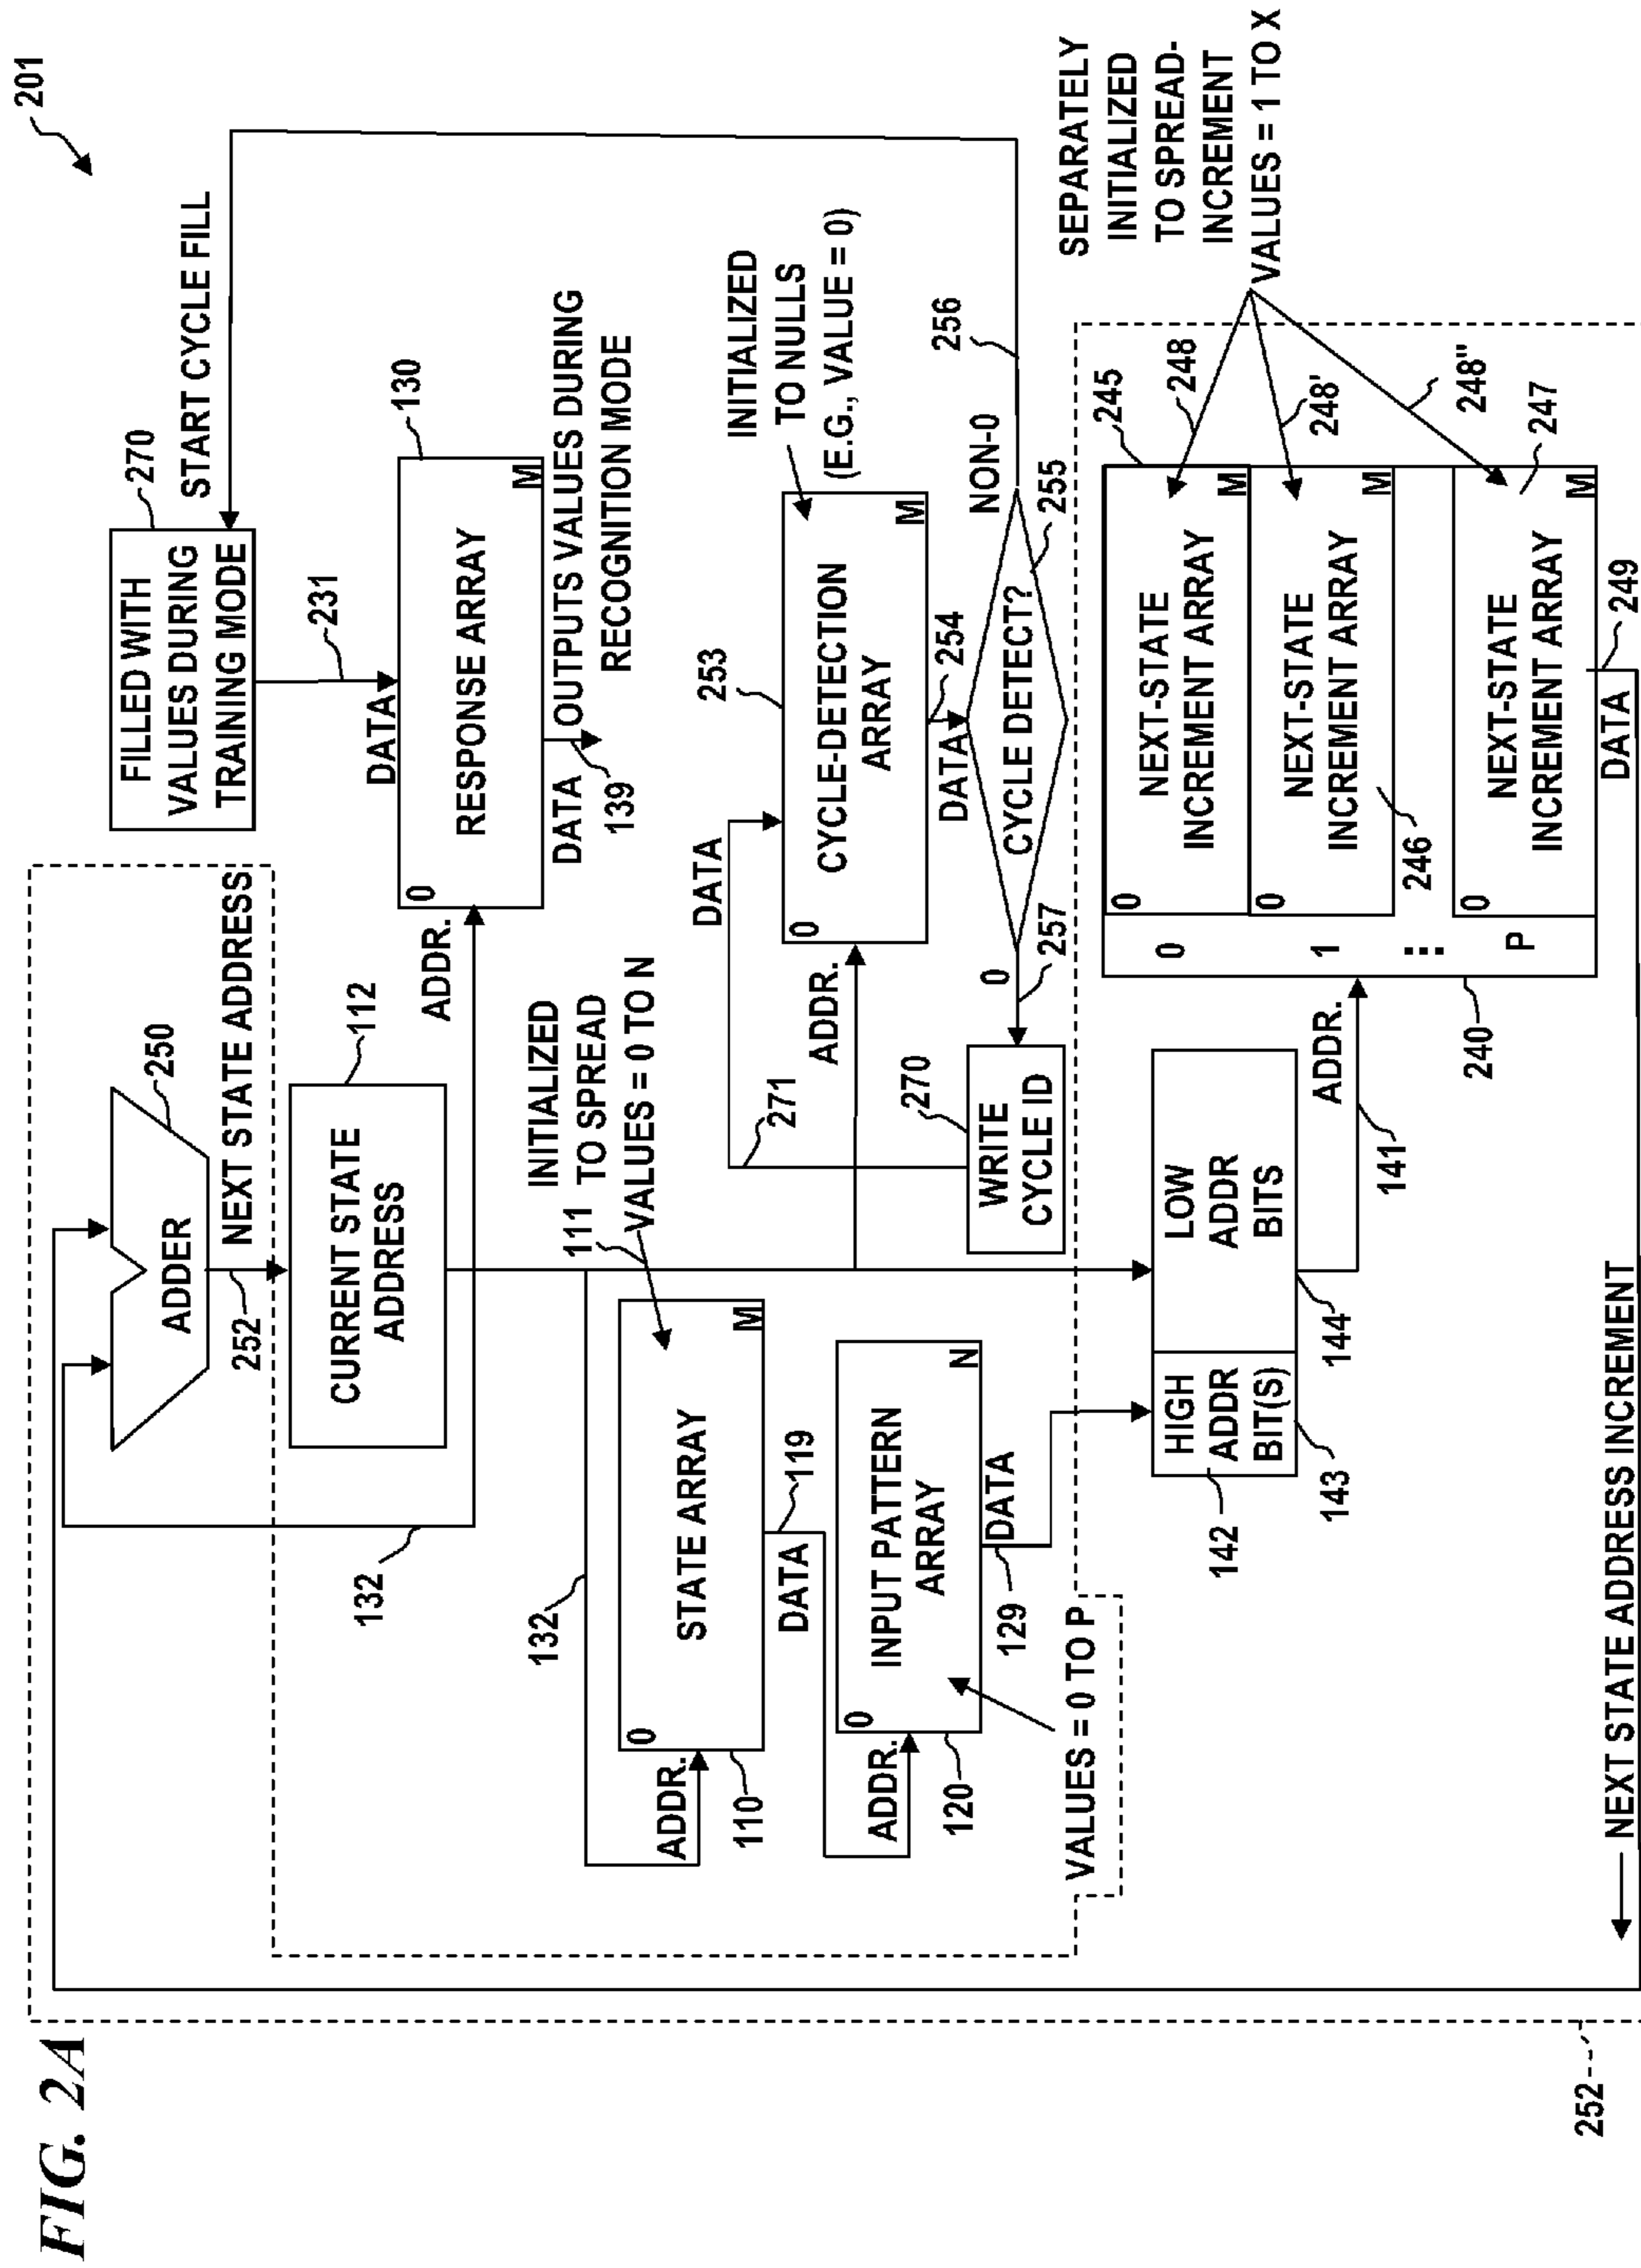 FIG. 2A
201
252
ADDER
250
252
NEXT STATE ADDRESS
132
CURRENT STATE
ADDRESS
112
FILLED WITH
VALUES DURING
TRAINING MODE
270
START CYCLE FILL
231
DATA
ADDR.
0
RESPONSE ARRAY
M
130
DATA
139
OUTPUTS VALUES DURING
RECOGNITION MODE
132
111
INITIALIZED
TO SPREAD
VALUES = 0 TO N
ADDR.
110
0
STATE ARRAY
M
DATA
119
ADDR.
120
0
INPUT PATTERN
ARRAY
N
DATA
129
VALUES = 0 TO P
DATA
271
ADDR.
253
0
CYCLE-DETECTION
ARRAY
M
INITIALIZED
TO NULLS
(E.G., VALUE = 0)
DATA
254
270
WRITE
CYCLE ID
0
257
CYCLE DETECT?
255
NON-0
256
142
HIGH
ADDR
BIT(S)
143
LOW
ADDR
BITS
144
141
ADDR.
240
0
1
⋮
P
0
NEXT-STATE
INCREMENT ARRAY
M
245
248
0
NEXT-STATE
INCREMENT ARRAY
M
246
248'
0
NEXT-STATE
INCREMENT ARRAY
M
247
248"
SEPARATELY
INITIALIZED
TO SPREAD-
INCREMENT
VALUES = 1 TO X
DATA
249
NEXT STATE ADDRESS INCREMENT